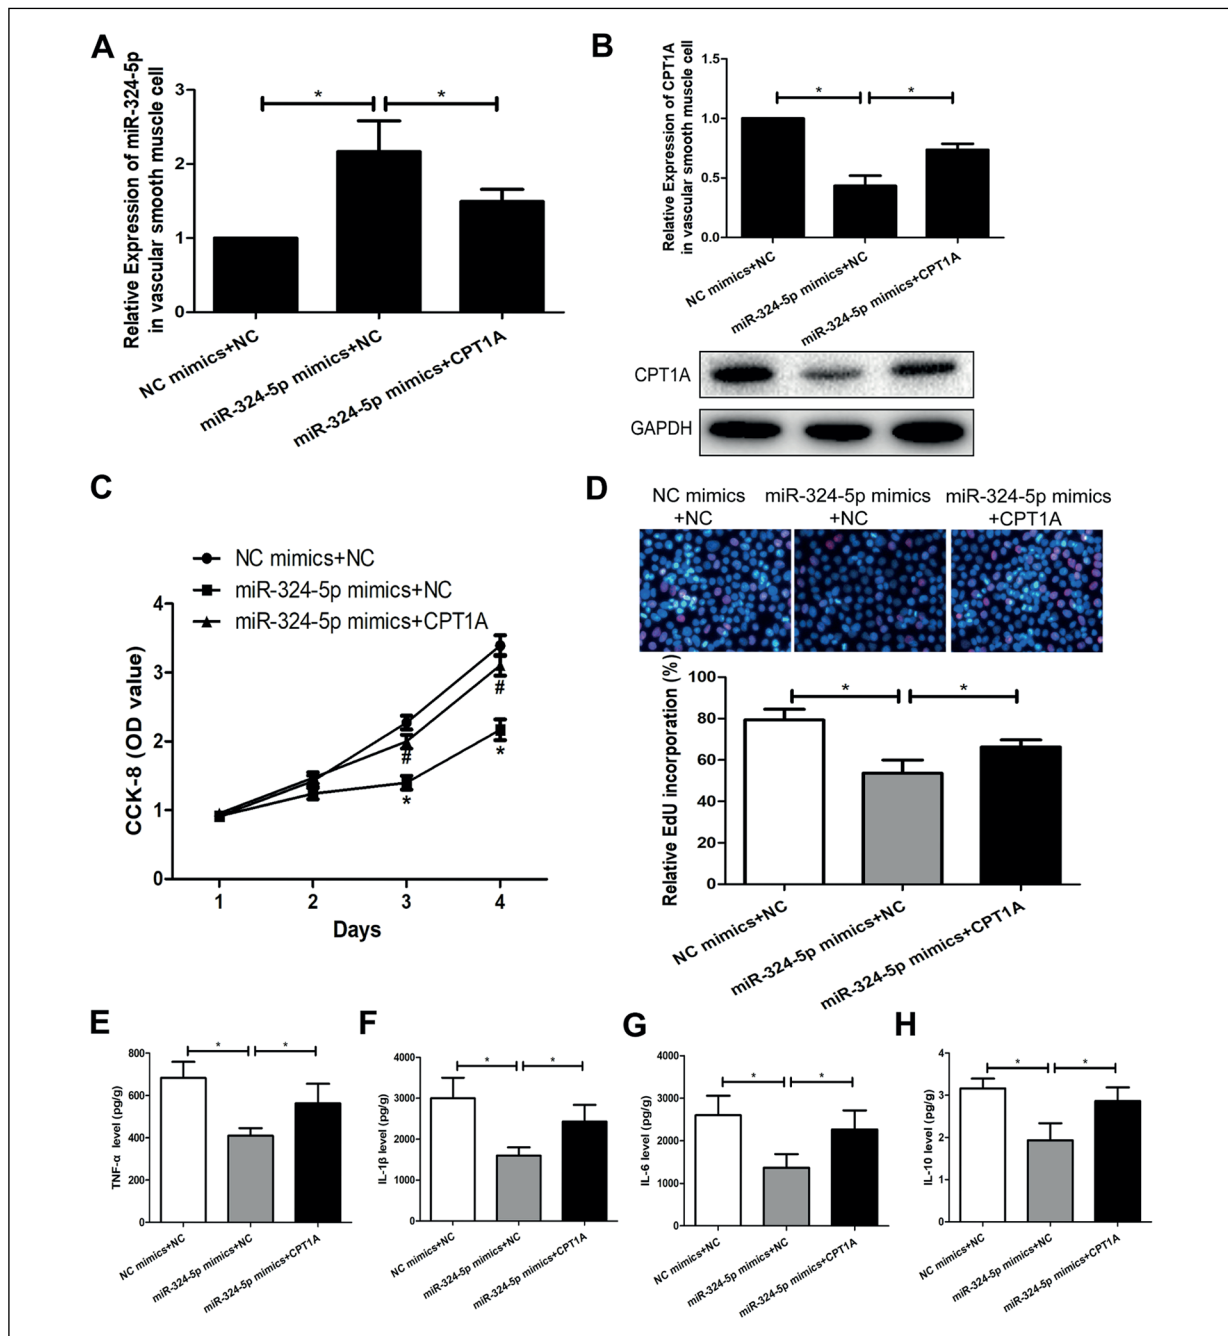 A
Relative Expression of miR-324-5p
in vascular smooth muscle cell
3
2
1
0
*
*
NC mimics+NC
miR-324-5p mimics+NC
miR-324-5p mimics+CPT1A
B
Relative Expression of CPT1A
in vascular smooth muscle cell
1.5
1.0
0.5
0.0
*
*
NC mimics+NC
miR-324-5p mimics+NC
miR-324-5p mimics+CPT1A
CPT1A
GAPDH
C
NC mimics+NC
miR-324-5p mimics+NC
miR-324-5p mimics+CPT1A
CCK-8 (OD value)
4
3
2
1
0
#
*
#
*
1 2 3 4
Days
D
NC mimics
+NC
miR-324-5p mimics
+NC
miR-324-5p mimics
+CPT1A
Relative EdU incorporation (%)
100
80
60
40
20
0
*
*
NC mimics+NC
miR-324-5p mimics+NC
miR-324-5p mimics+CPT1A
E
TNF-α level (pg/g)
800
600
400
200
0
*
*
NC mimics+NC
miR-324-5p mimics+NC
miR-324-5p mimics+CPT1A
F
IL-1β level (pg/g)
4000
3000
2000
1000
0
*
*
NC mimics+NC
miR-324-5p mimics+NC
miR-324-5p mimics+CPT1A
G
IL-6 level (pg/g)
4000
3000
2000
1000
0
*
*
NC mimics+NC
miR-324-5p mimics+NC
miR-324-5p mimics+CPT1A
H
IL-10 level (pg/g)
4
3
2
1
0
*
*
NC mimics+NC
miR-324-5p mimics+NC
miR-324-5p mimics+CPT1A